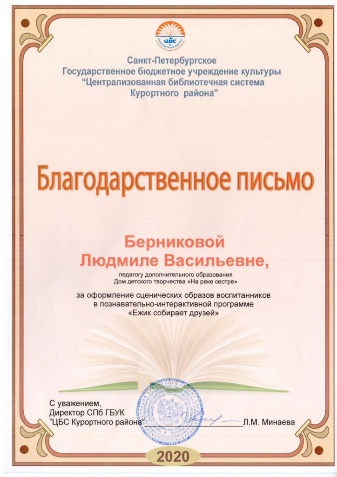 ЦБС
Санкт-Петербургское
Государственное бюджетное учреждение культуры
"Централизованная библиотечная система
Курортного района"
Благодарственное письмо
Берниковой
Людмиле Васильевне,
педагогу дополнительного образования
Дом детского творчества «На реке сестре»
за оформление сценических образов воспитанников
в познавательно-интерактивной программе
«Ежик собирает друзей»
С уважением,
Директор СПб ГБУК
"ЦБС Курортного района" Л.М. Минаева
2020